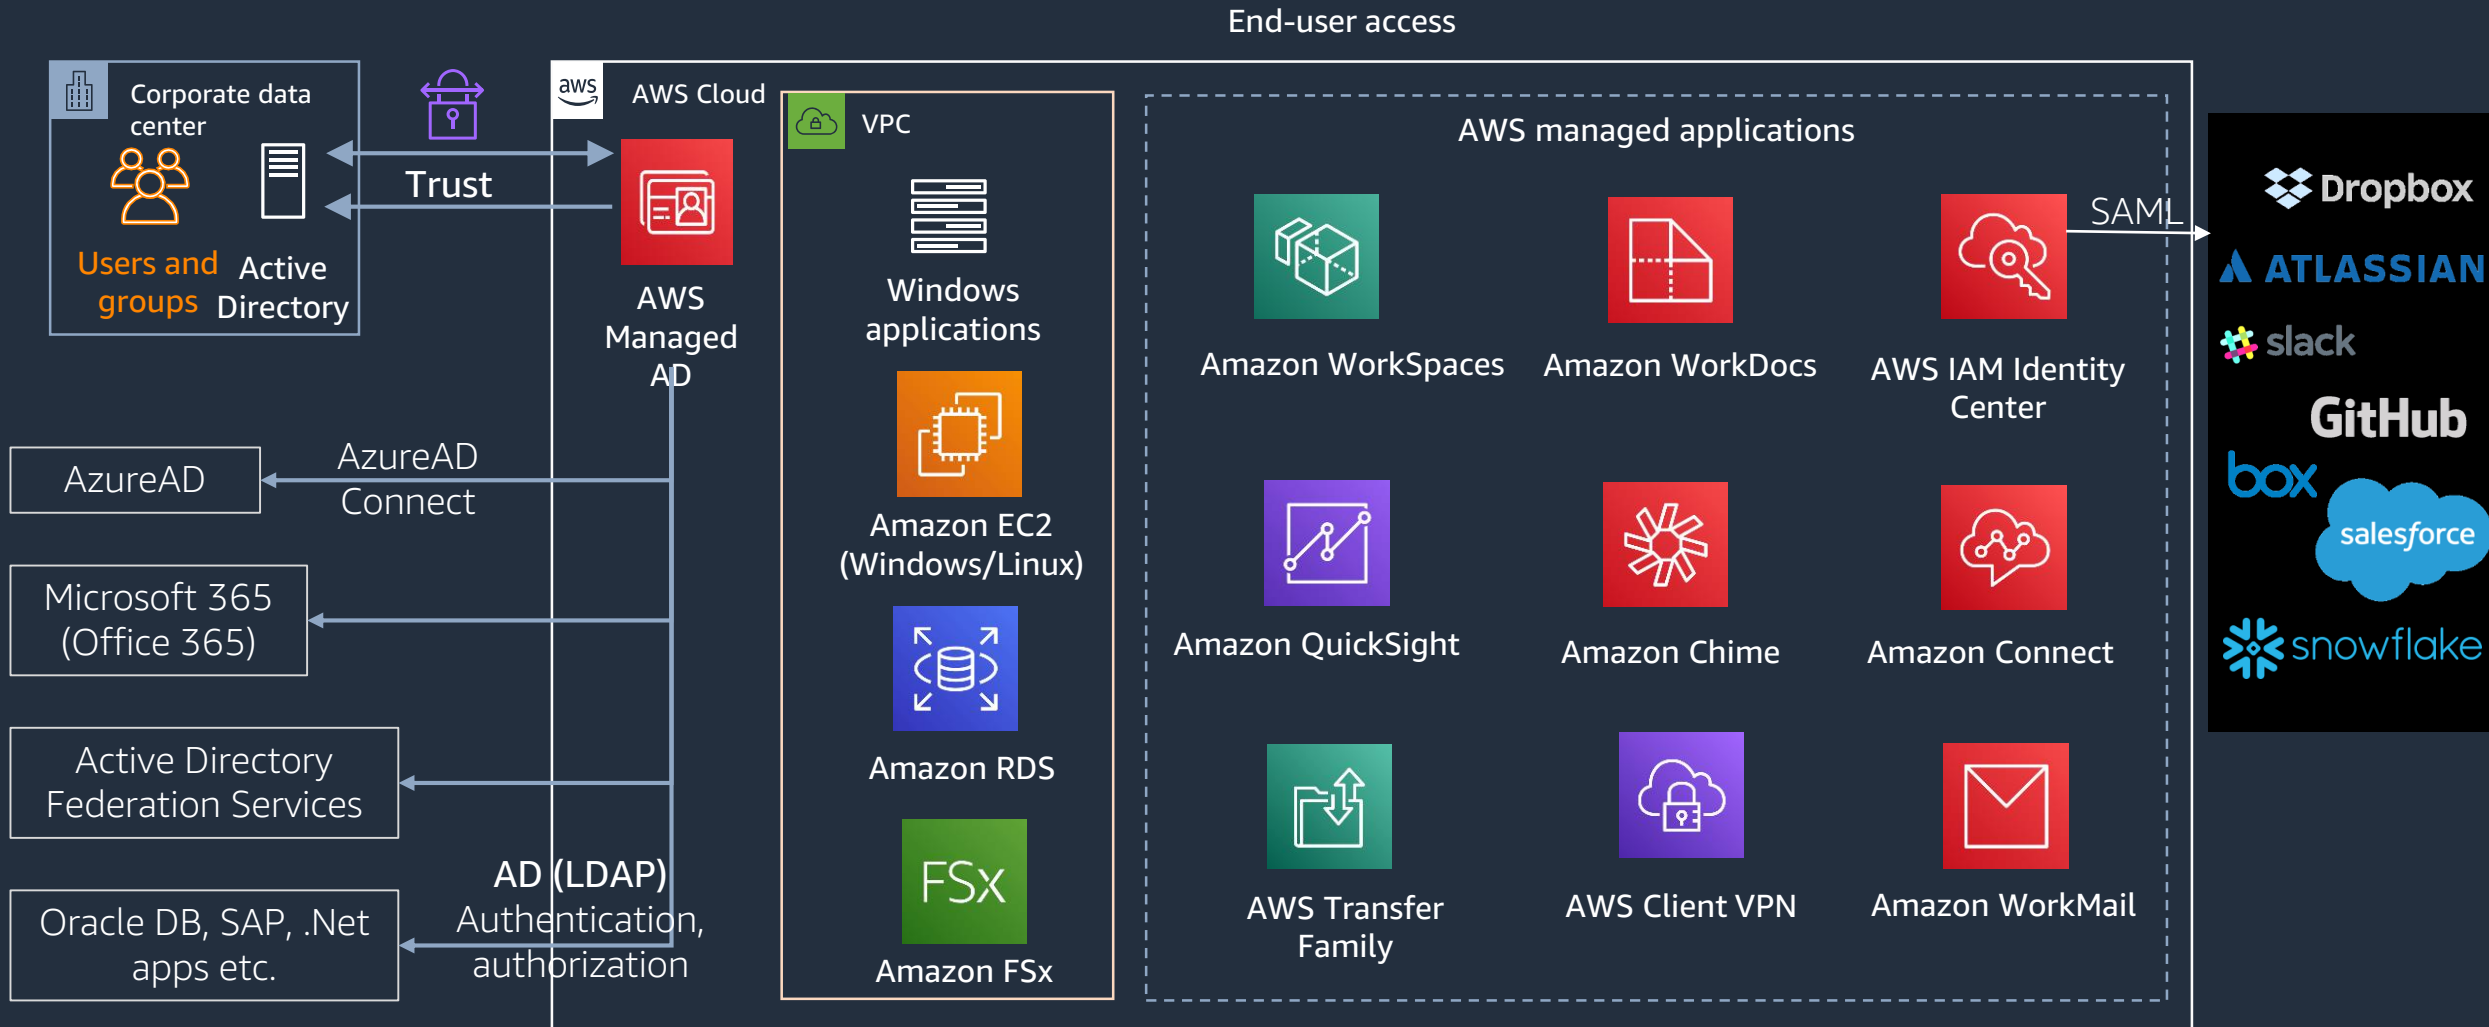 End-user access
Corporate data
center
Users and
groups
Active
Directory
Trust
aws
AWS Cloud
AWS
Managed
AD
AzureAD
AzureAD
Connect
Microsoft 365
(Office 365)
Active Directory
Federation Services
Oracle DB, SAP, .Net
apps etc.
AD (LDAP)
Authentication,
authorization
VPC
Windows
applications
Amazon EC2
(Windows/Linux)
Amazon RDS
FSx
Amazon FSx
AWS managed applications
Amazon WorkSpaces
Amazon WorkDocs
AWS IAM Identity
Center
Amazon QuickSight
Amazon Chime
Amazon Connect
AWS Transfer
Family
AWS Client VPN
Amazon WorkMail
SAML
Dropbox
ATLASSIAN
slack
GitHub
box
salesforce
snowflake